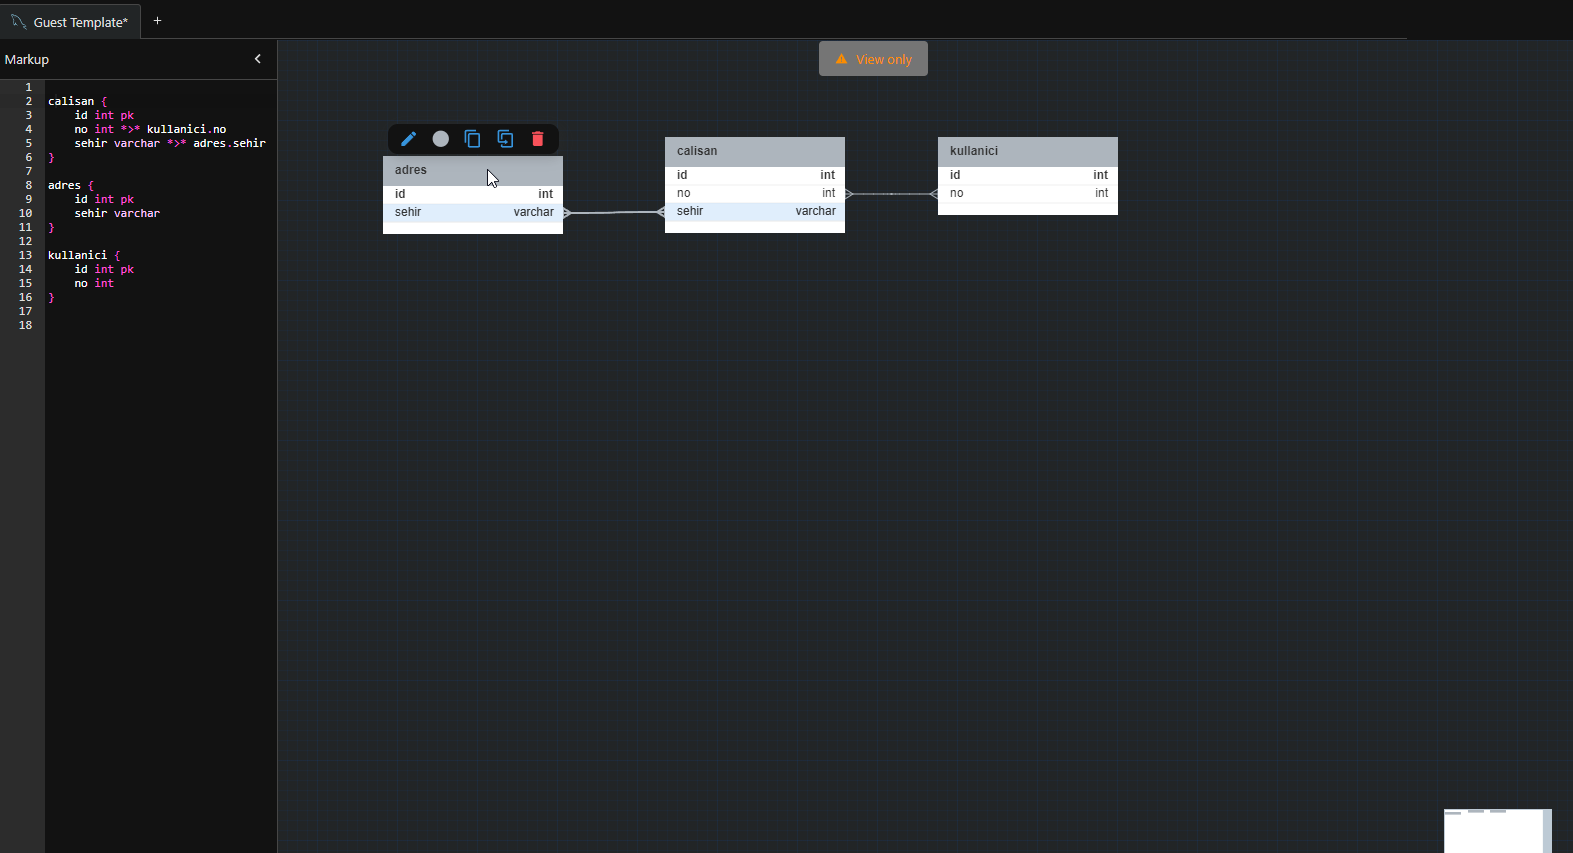 Guest Template*
+
Markup
View only
1
2 calisan {
3 id int pk
4 no int *>* kullanici.no
5 sehir varchar *>* adres.sehir
6 }
7
8 adres {
9 id int pk
10 sehir varchar
11 }
12
13 kullanici {
14 id int pk
15 no int
16 }
17
18
adres
id int
sehir varchar
calisan
id int
no int
sehir varchar
kullanici
id int
no int